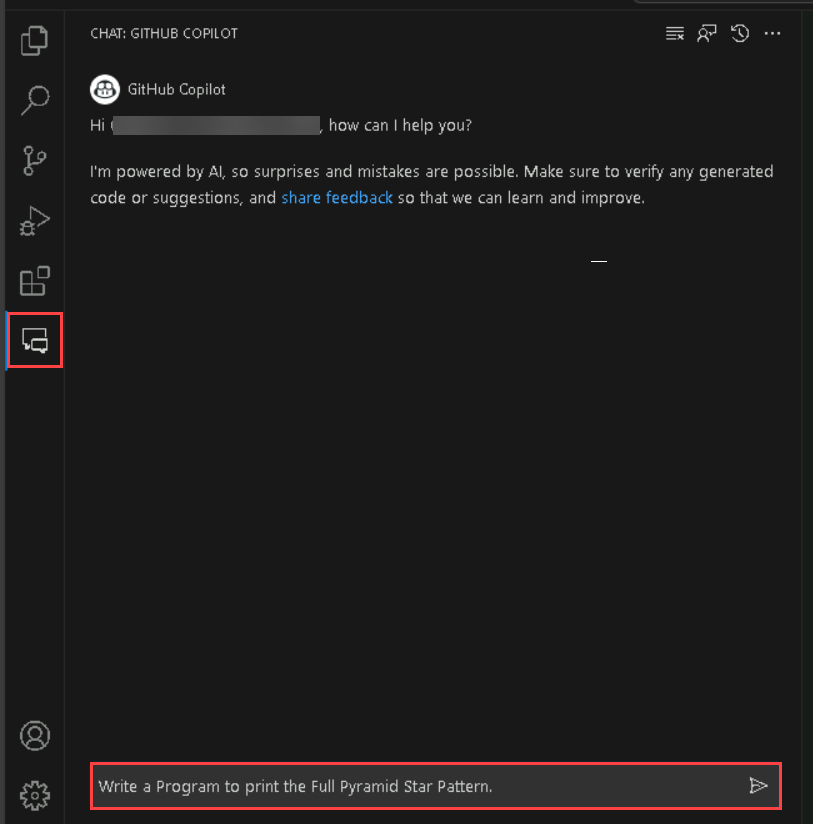 CHAT: GITHUB COPILOT
GitHub Copilot
Hi , how can I help you?
I'm powered by AI, so surprises and mistakes are possible. Make sure to verify any generated
code or suggestions, and share feedback so that we can learn and improve.
Write a Program to print the Full Pyramid Star Pattern.